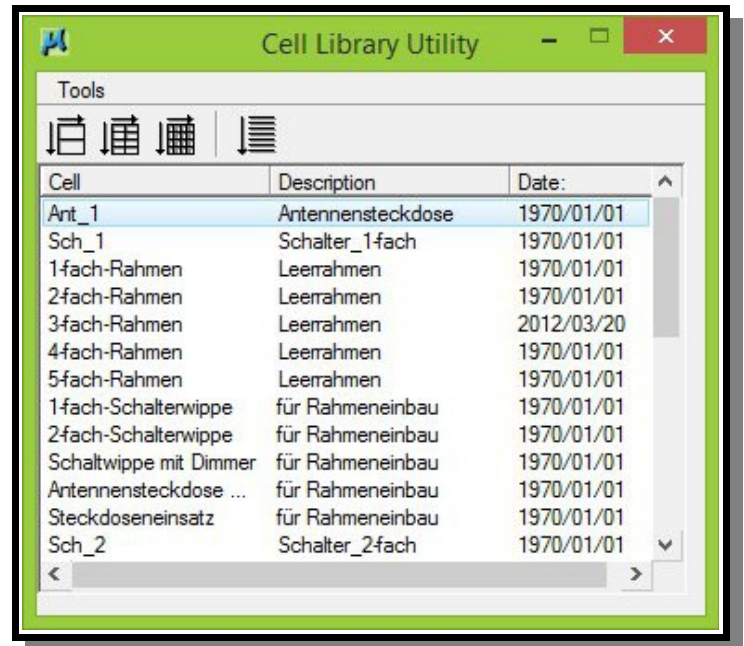 Cell Library Utility
Tools
Cell Description Date:
Ant_1 Antennensteckdose 1970/01/01
Sch_1 Schalter_1-fach 1970/01/01
1-fach-Rahmen Leerrahmen 1970/01/01
2-fach-Rahmen Leerrahmen 1970/01/01
3-fach-Rahmen Leerrahmen 2012/03/20
4-fach-Rahmen Leerrahmen 1970/01/01
5-fach-Rahmen Leerrahmen 1970/01/01
1-fach-Schalterwippe für Rahmeneinbau 1970/01/01
2-fach-Schalterwippe für Rahmeneinbau 1970/01/01
Schaltwippe mit Dimmer für Rahmeneinbau 1970/01/01
Antennensteckdose ... für Rahmeneinbau 1970/01/01
Steckdoseneinsatz für Rahmeneinbau 1970/01/01
Sch_2 Schalter_2-fach 1970/01/01